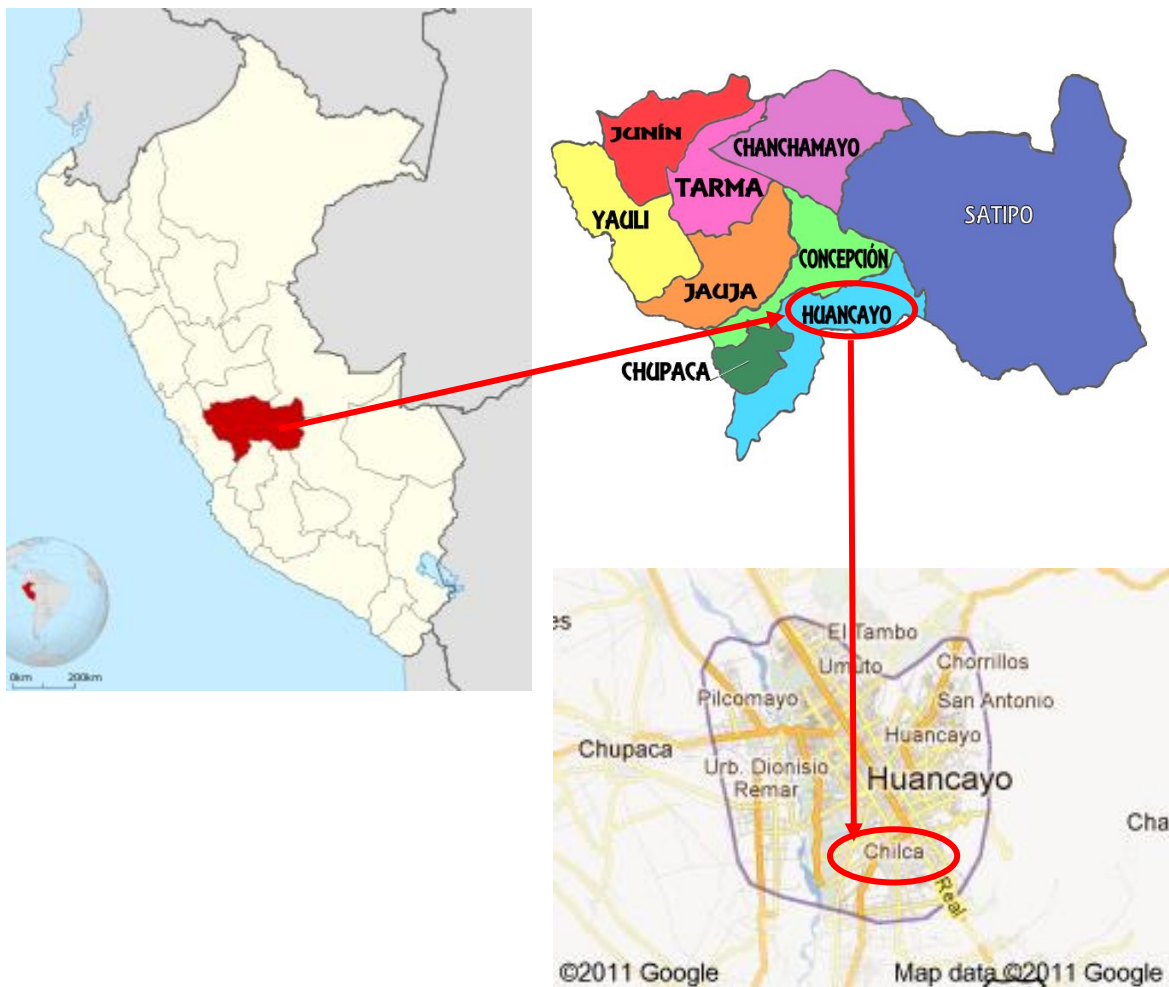 0km 200km
JUNÍN
CHANCHAMAYO
TARMA
SATIPO
YAULI
CONCEPCIÓN
JAUJA
HUANCAYO
CHUPACA
El Tambo
Umuto
Chorrillos
Pilcomayo
San Antonio
Huancayo
Chupaca
Urb. Dionisio
Remar
Huancayo
Chilca
Real
©2011 Google
Map data ©2011 Google